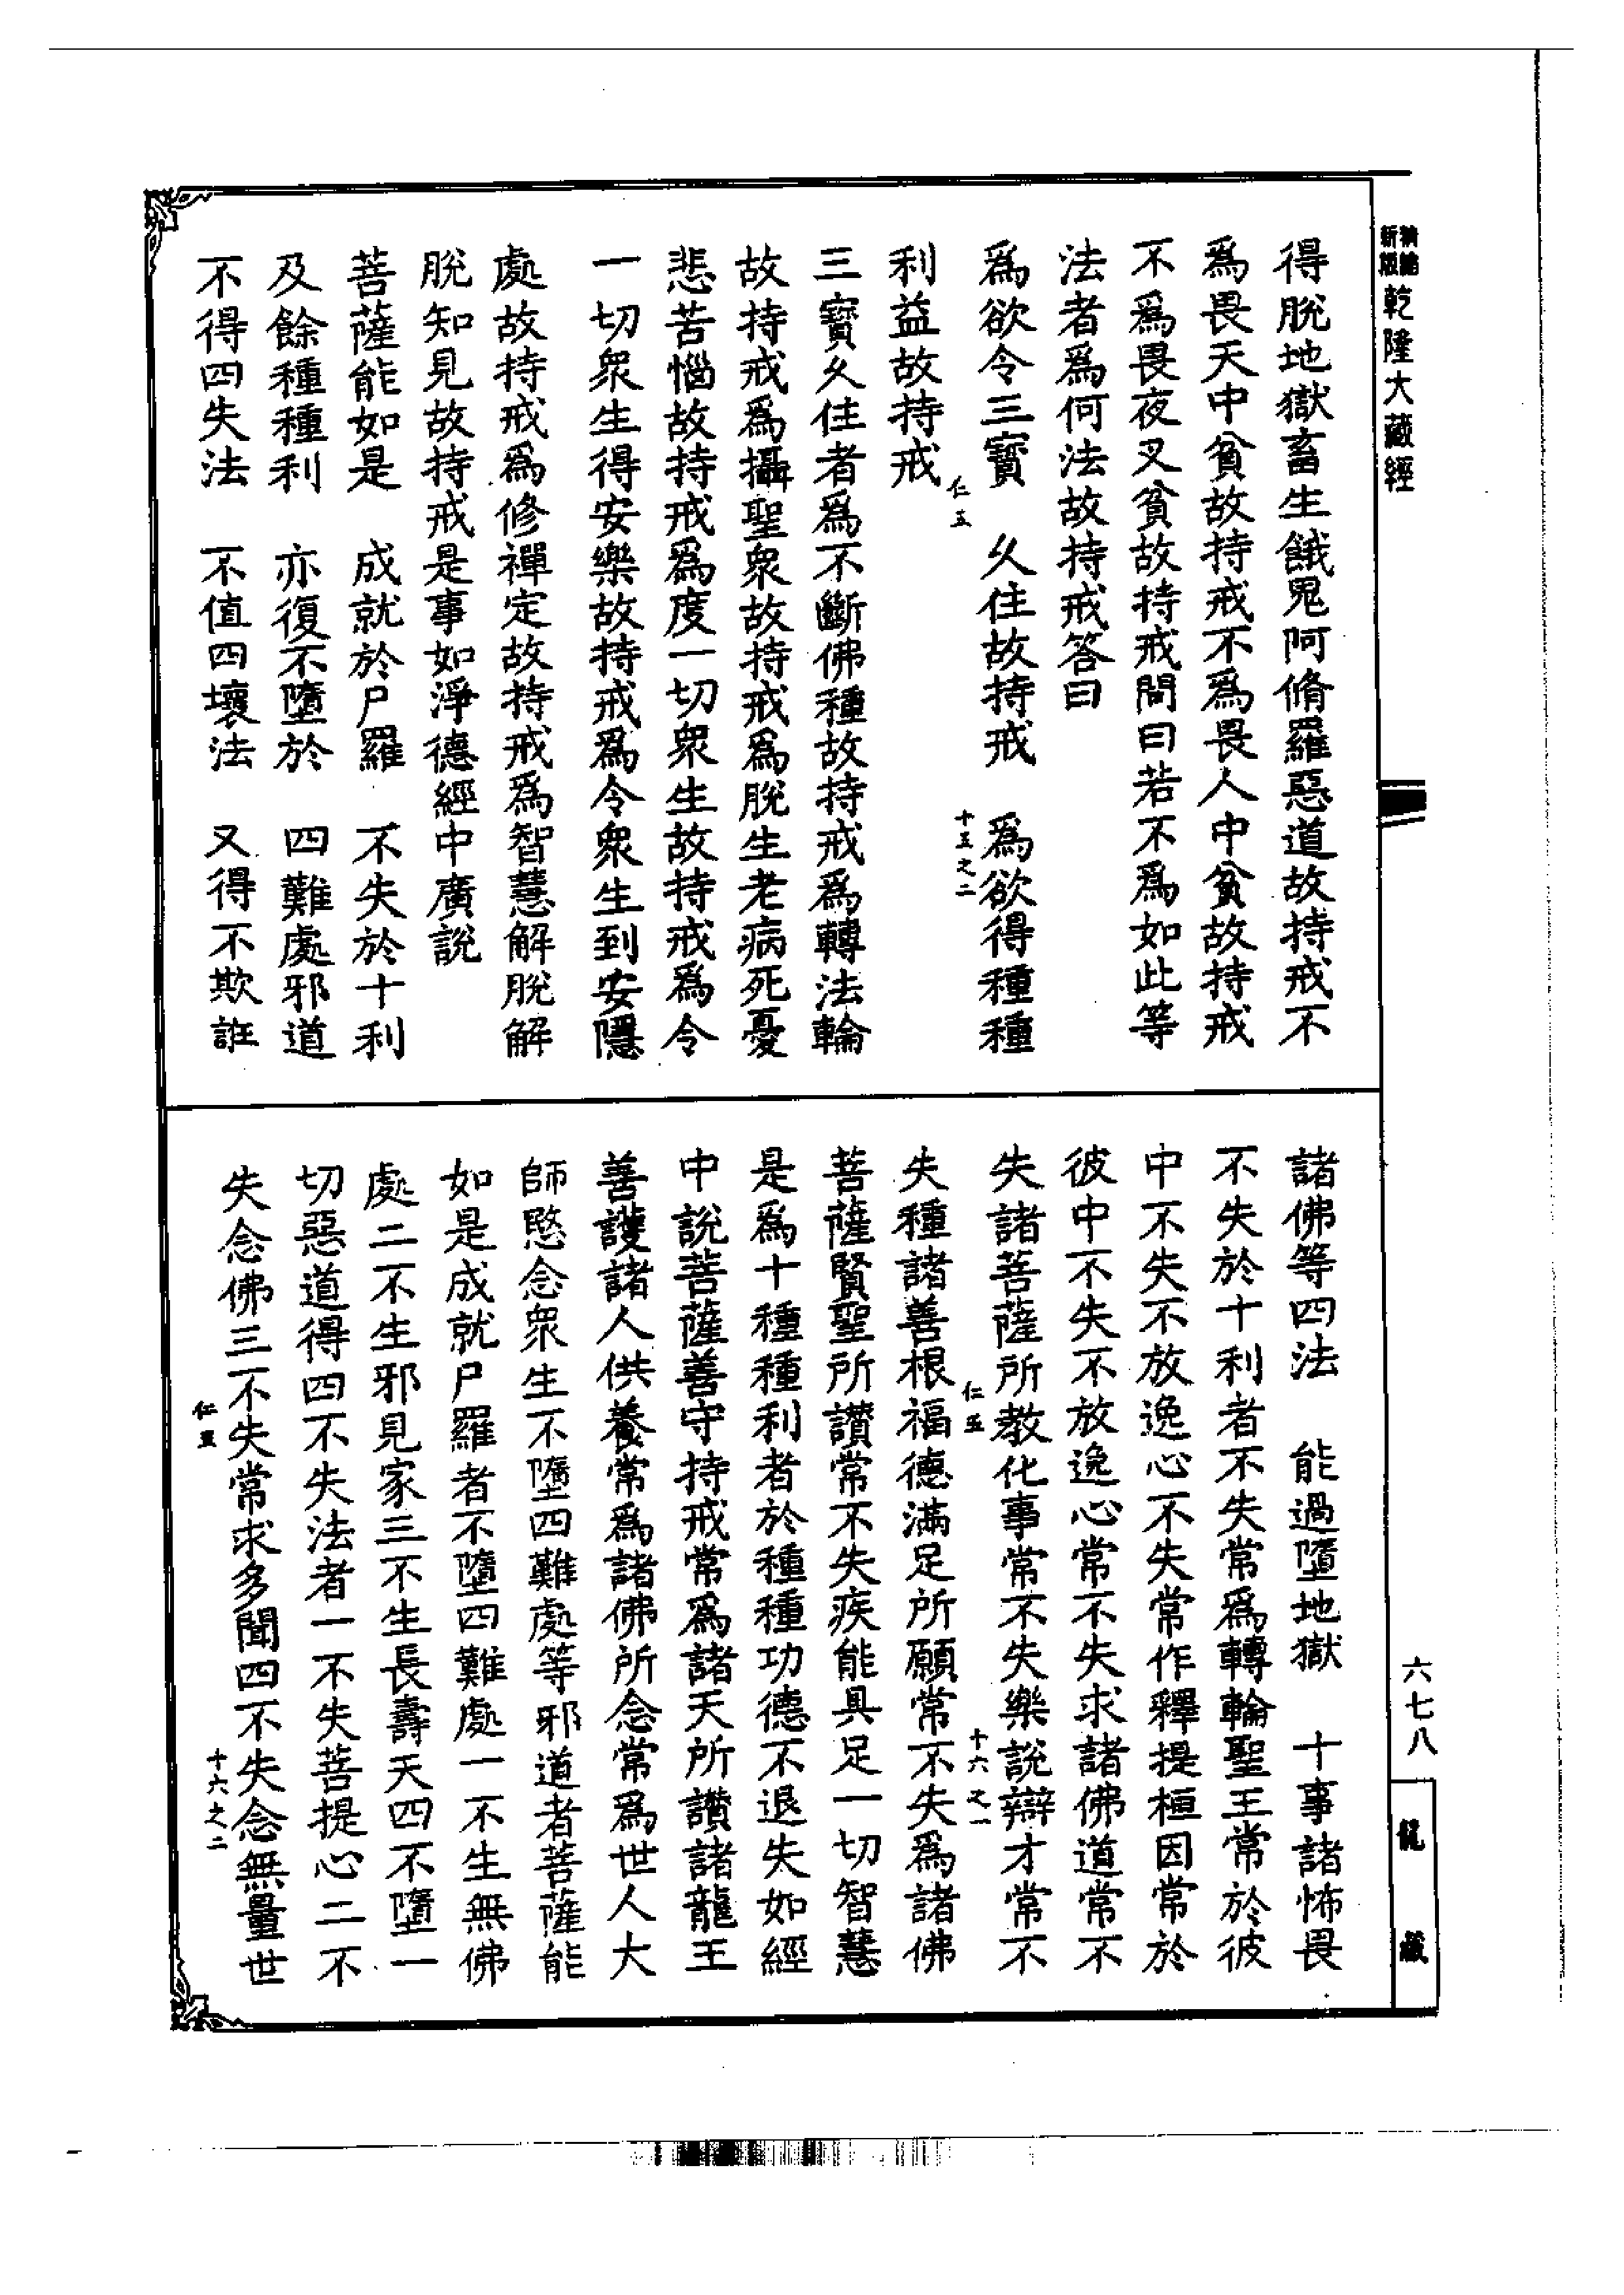 精繪
新版
乾隆大藏經
得脫地獄畜生餓鬼阿脩羅惡道故持戒不
爲畏天中貧故持戒不爲畏人中貧故持戒
不爲畏夜叉貧故持戒問曰若不爲如此等
法者爲何法故持戒答曰
爲欲令三寶　久住故持戒　爲欲得種種
仁五
十五之二
利益故持戒
三寶久住者爲不斷佛種故持戒爲轉法輪
故持戒爲攝聖衆故持戒爲脫生老病死憂
悲苦惱故持戒爲度一切衆生故持戒爲令
一切衆生得安樂故持戒爲令衆生到安隱
處故持戒爲修禪定故持戒爲智慧解脫解
脫知見故持戒是事如淨德經中廣說
菩薩能如是　成就於尸羅　不失於十利
及餘種種利　亦復不墮於　四難處邪道
不得四失法　不值四壞法　又得不欺誑
諸佛等四法　能過墮地獄　十事諸怖畏
不失於十利者不失常爲轉輪聖王常於彼
中不失不放逸心不失常作釋提桓因常於
彼中不失不放逸心常不失求諸佛道常不
失諸菩薩所教化事常不失樂說辯才常不
仁五
十六之一
失種諸善根福德滿足所願常不失爲諸佛
菩薩賢聖所讚常不失疾能具足一切智慧
是爲十種種利者於種種功德不退失如經
中說菩薩善守持戒常爲諸天所讚諸龍王
善護諸人供養常爲諸佛所念常爲世人大
師愍念衆生不墮四難處等邪道者菩薩能
如是成就尸羅者不墮四難處一不生無佛
處二不生邪見家三不生長壽天四不墮一
切惡道得四不失法者一不失菩提心二不
失念佛三不失常求多聞四不失念無量世
仁五
十六之二
六七八
龍藏